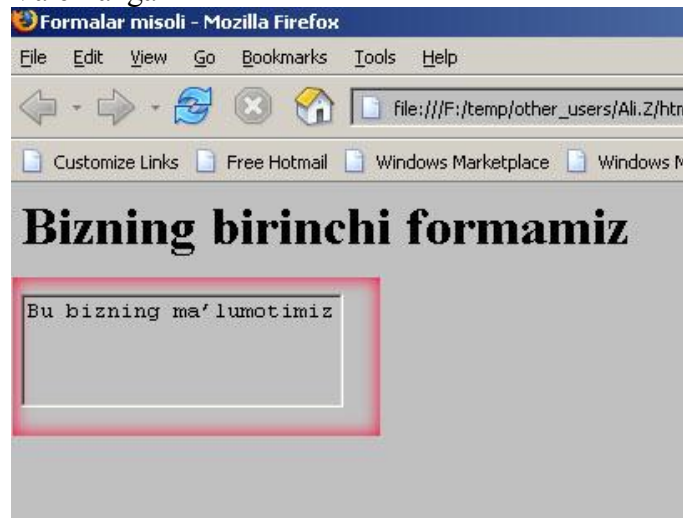 Formalar misoli - Mozilla Firefox
File Edit View Go Bookmarks Tools Help
file:///F:/temp/other_users/Ali.Z/htm
Customize Links Free Hotmail Windows Marketplace Windows M
Bizning birinchi formamiz
Bu bizning ma'lumotimiz